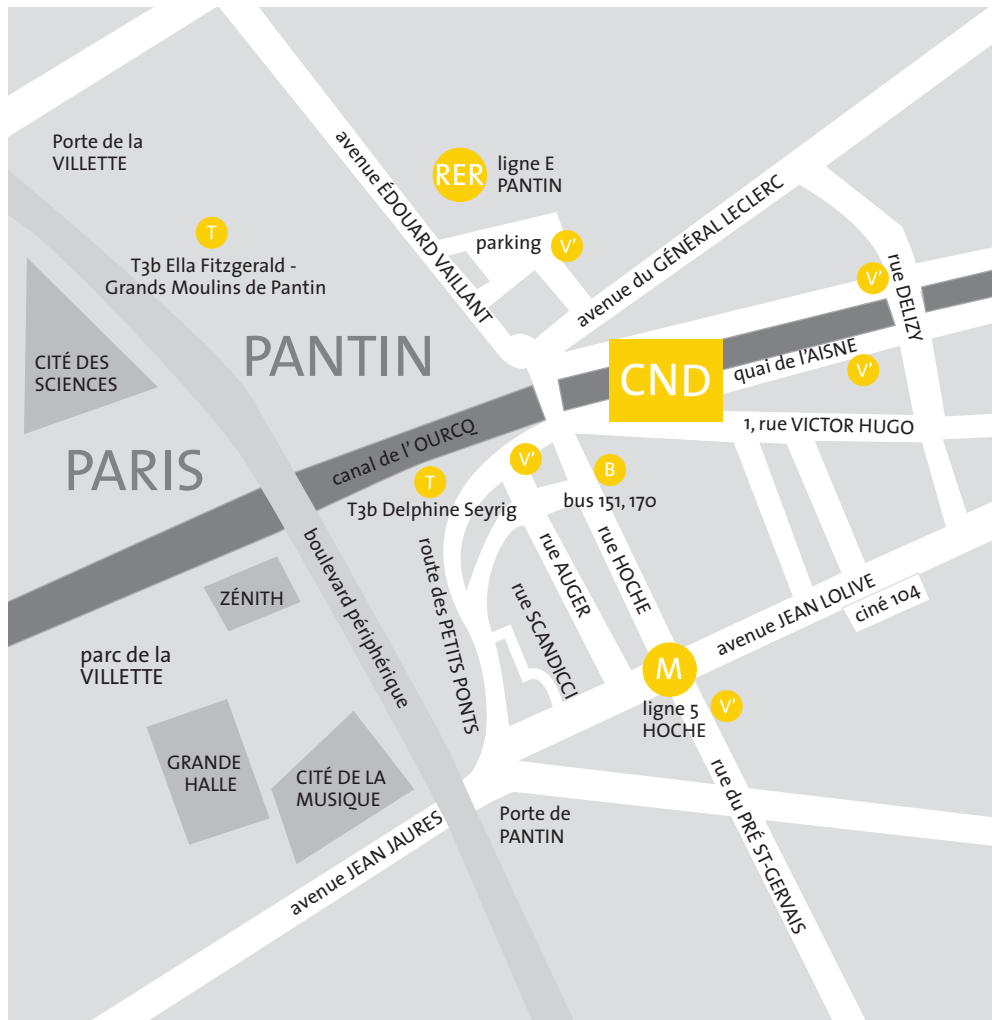 Porte de la
VILLETTE
avenue ÉDOUARD VAILLANT
RER
ligne E
PANTIN
parking
V'
avenue du GÉNÉRAL LECLERC
T
T3b Ella Fitzgerald -
Grands Moulins de Pantin
V'
rue DELIZY
CITÉ DES
SCIENCES
PANTIN
CND
quai de l'AISNE
V'
1, rue VICTOR HUGO
PARIS
canal de l' OURCQ
T
T3b Delphine Seyrig
V'
B
bus 151, 170
boulevard périphérique
route des PETITS PONTS
rue SCANDICCI
rue AUGER
rue HOCHE
avenue JEAN LOLIVE
ciné 104
ZÉNITH
parc de la
VILLETTE
M
ligne 5
HOCHE
V'
GRANDE
HALLE
CITÉ DE LA
MUSIQUE
avenue JEAN JAURES
Porte de
PANTIN
rue du PRÉ ST-GERVAIS